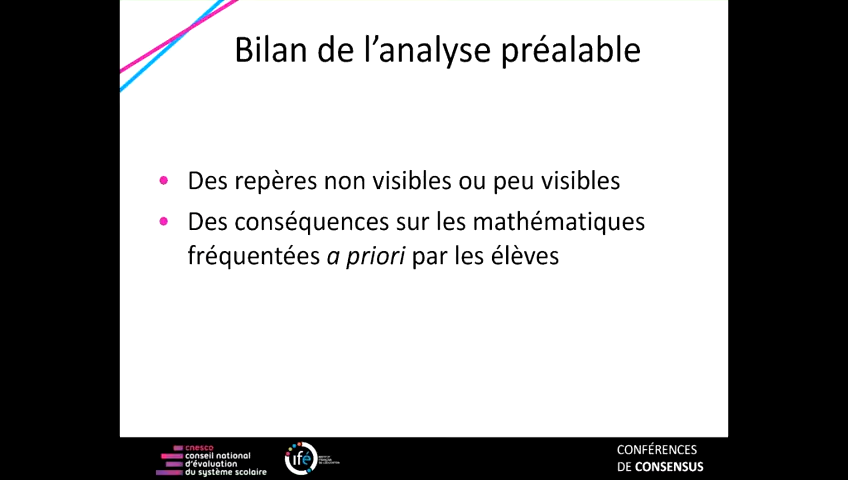 Bilan de l'analyse préalable
• Des repères non visibles ou peu visibles
• Des conséquences sur les mathématiques
fréquentées a priori par les élèves
cnesco
conseil national
d'évaluation
du système scolaire
ifé
CONFÉRENCES
DE CONSENSUS